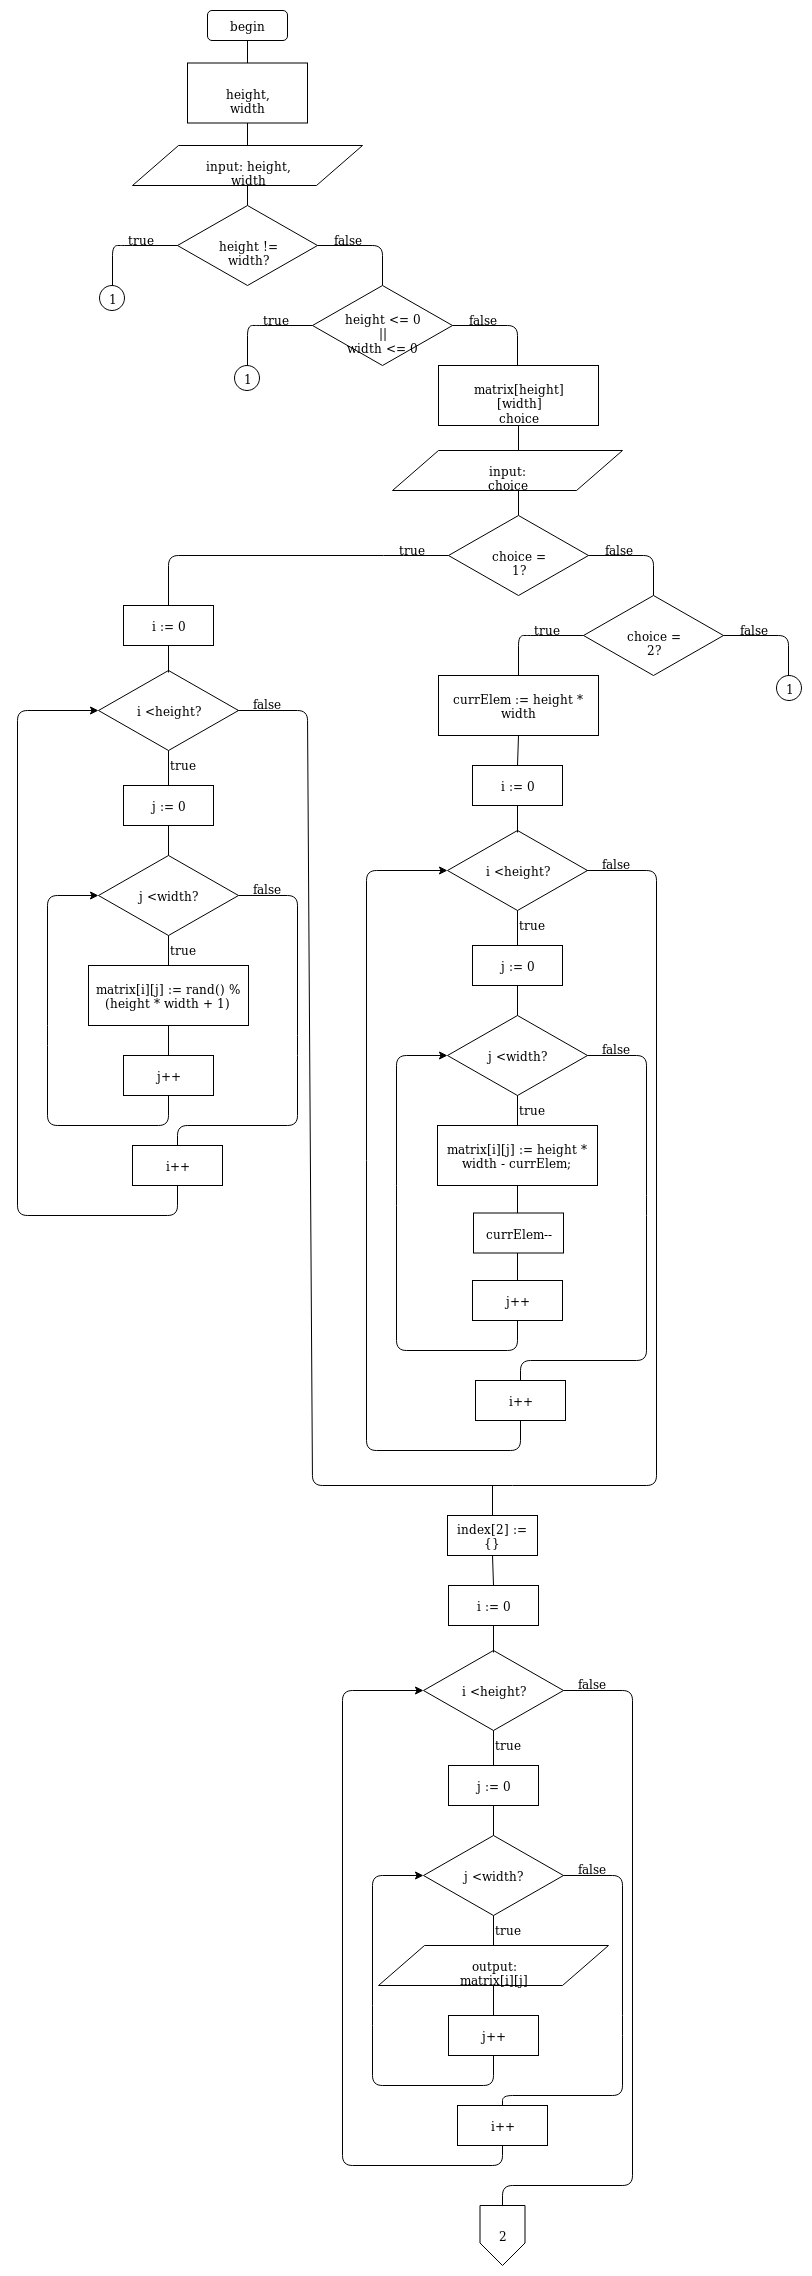 begin
height,
width
input: height,
width
height !=
width?
true
false
1
height <= 0
||
width <= 0
true
false
1
matrix[height]
[width]
choice
input:
choice
choice =
1?
true
false
choice =
2?
true
false
1
i := 0
i <height?
false
true
j := 0
j <width?
false
true
matrix[i][j] := rand() %
(height * width + 1)
j++
i++
currElem := height *
width
i := 0
i <height?
false
true
j := 0
j <width?
false
true
matrix[i][j] := height *
width - currElem;
currElem--
j++
i++
index[2] :=
{}
i := 0
i <height?
false
true
j := 0
j <width?
false
true
output:
matrix[i][j]
j++
i++
2